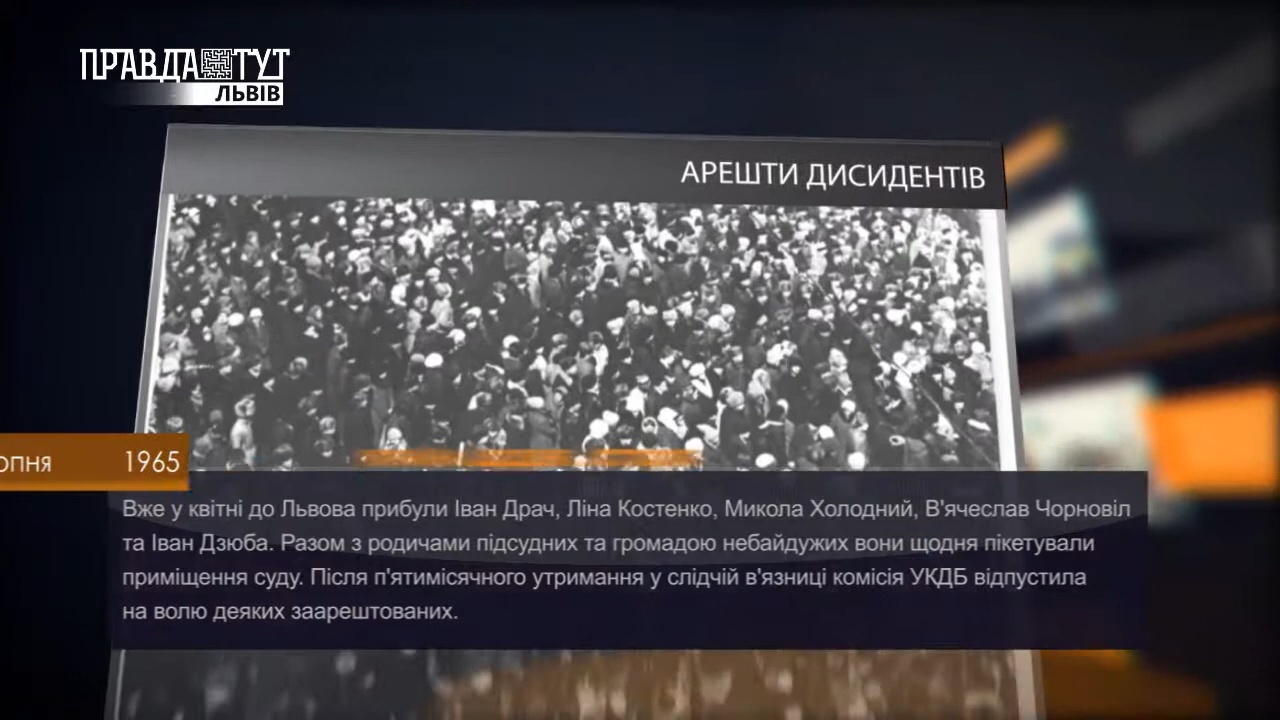 ПРАВДА ТУТ
ЛЬВІВ
АРЕШТИ ДИСИДЕНТІВ
1965
Вже у квітні до Львова прибули Іван Драч, Ліна Костенко, Микола Холодний, В'ячеслав Чорновіл
та Іван Дзюба. Разом з родичами підсудних та громадою небайдужих вони щодня пікетували
приміщення суду. Після п'ятимісячного утримання у слідчій в'язниці комісія УКДБ відпустила
на волю деяких заарештованих.